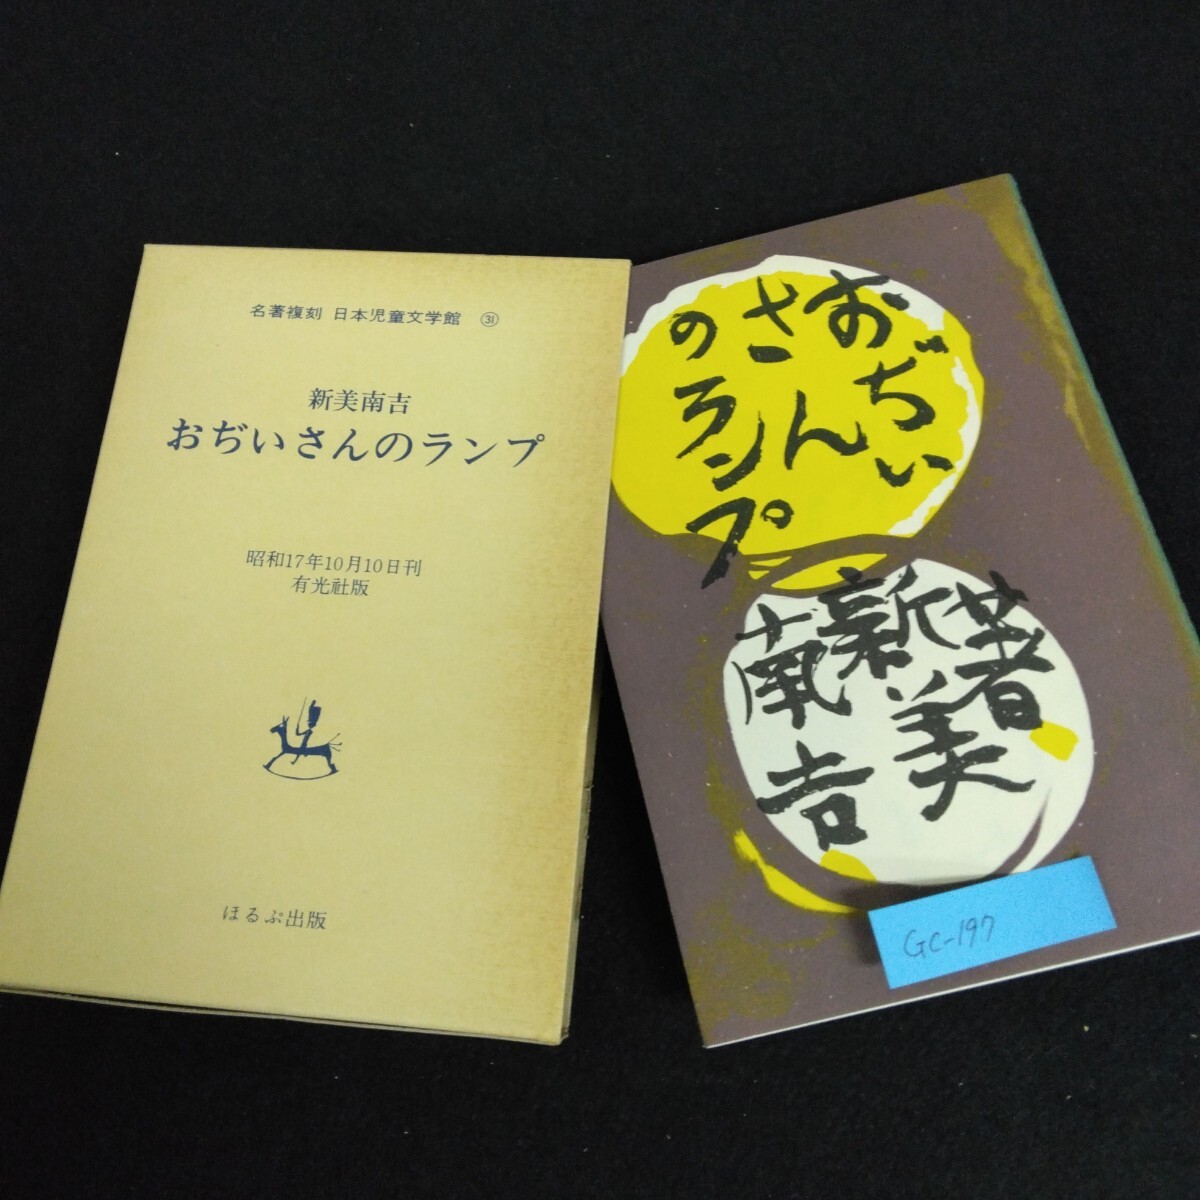 名著複刻 日本児童文学館 ㉛
新美南吉
おぢいさんのランプ
昭和17年10月10日刊
有光社版
ほるぷ出版
おぢい
さん
のランプ
著
新美
南吉
GC-197